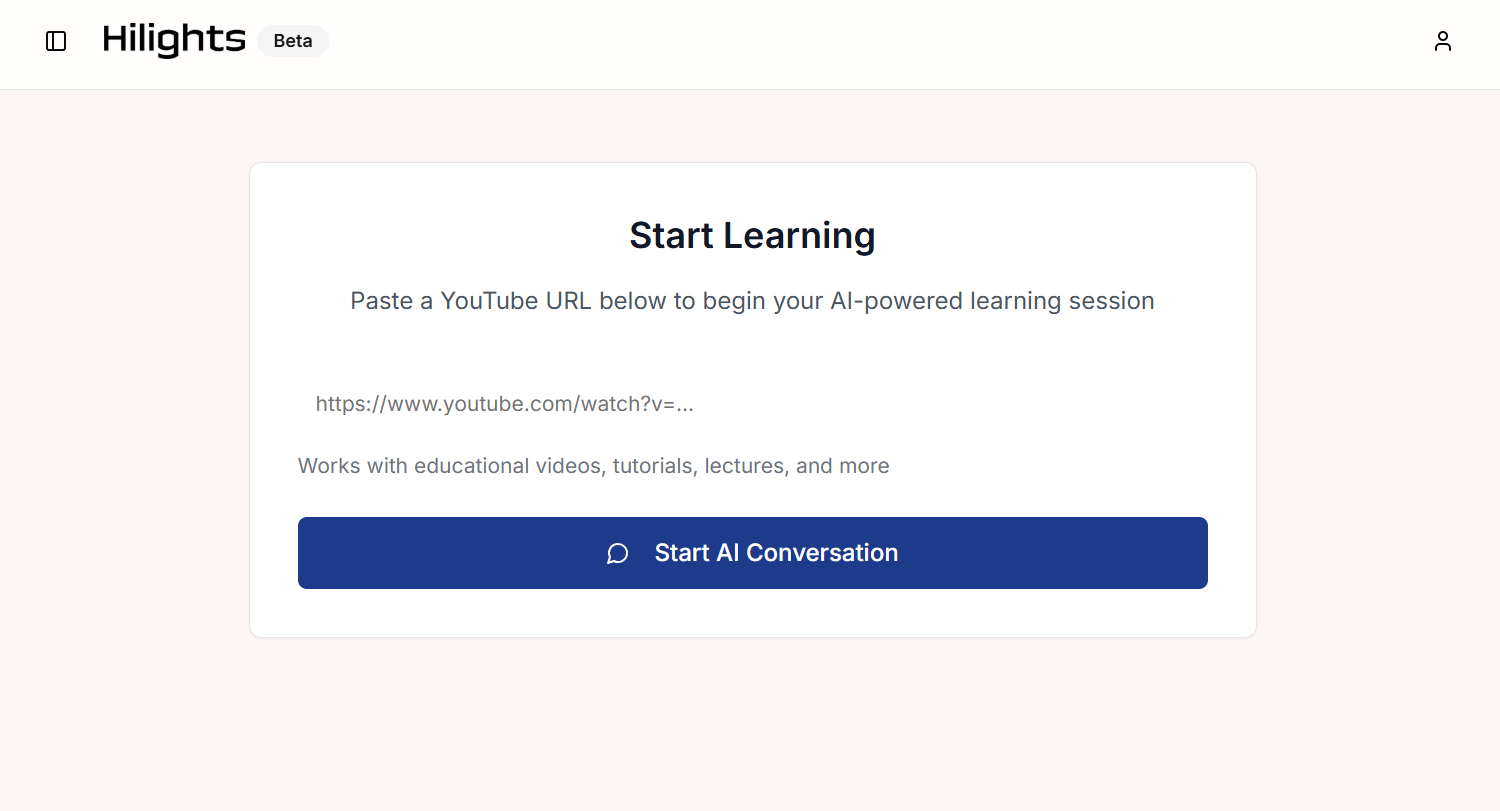 Hilights Beta
Start Learning
Paste a YouTube URL below to begin your AI-powered learning session
https://www.youtube.com/watch?v=...
Works with educational videos, tutorials, lectures, and more
Start AI Conversation